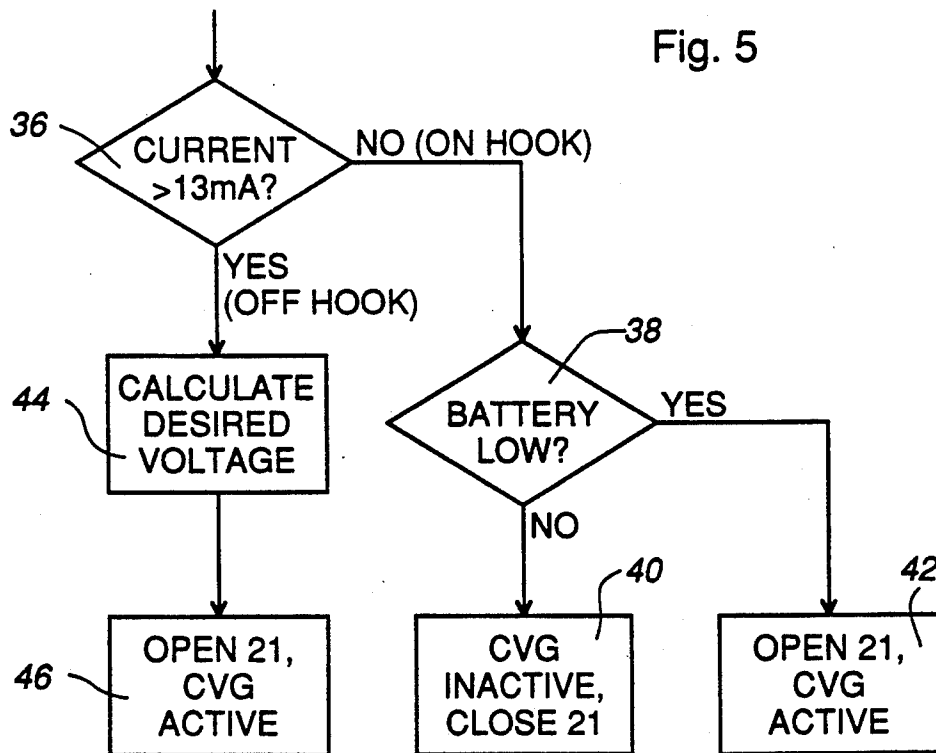 Fig. 5
36
CURRENT
>13mA?
NO (ON HOOK)
YES
(OFF HOOK)
38
44
CALCULATE
DESIRED
VOLTAGE
BATTERY
LOW?
YES
NO
40
42
46
OPEN 21,
CVG
ACTIVE
CVG
INACTIVE,
CLOSE 21
OPEN 21,
CVG
ACTIVE